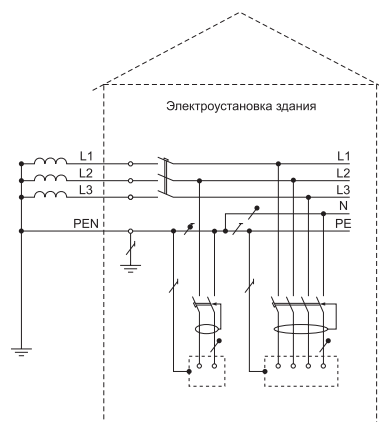 Электроустановка здания
L1 L1
L2 L2
L3 L3
N
PEN PE